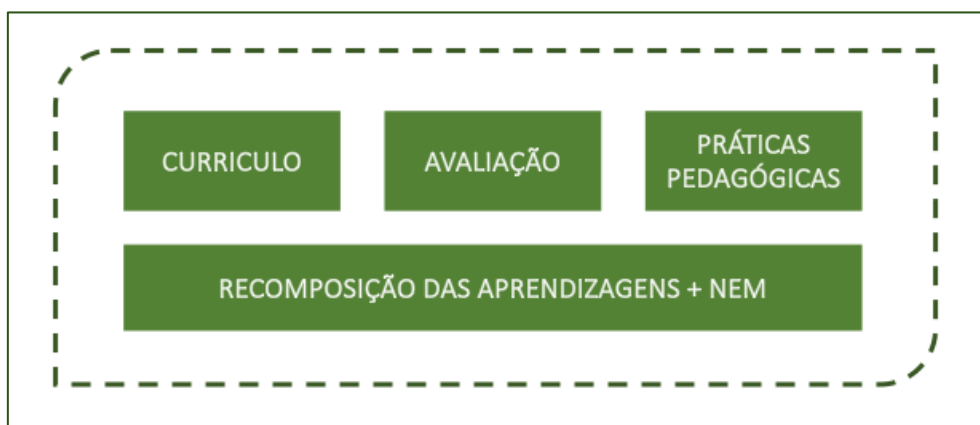 CURRICULO
AVALIAÇÃO
PRÁTICAS
PEDAGÓGICAS
RECOMPOSIÇÃO DAS APRENDIZAGENS + NEM